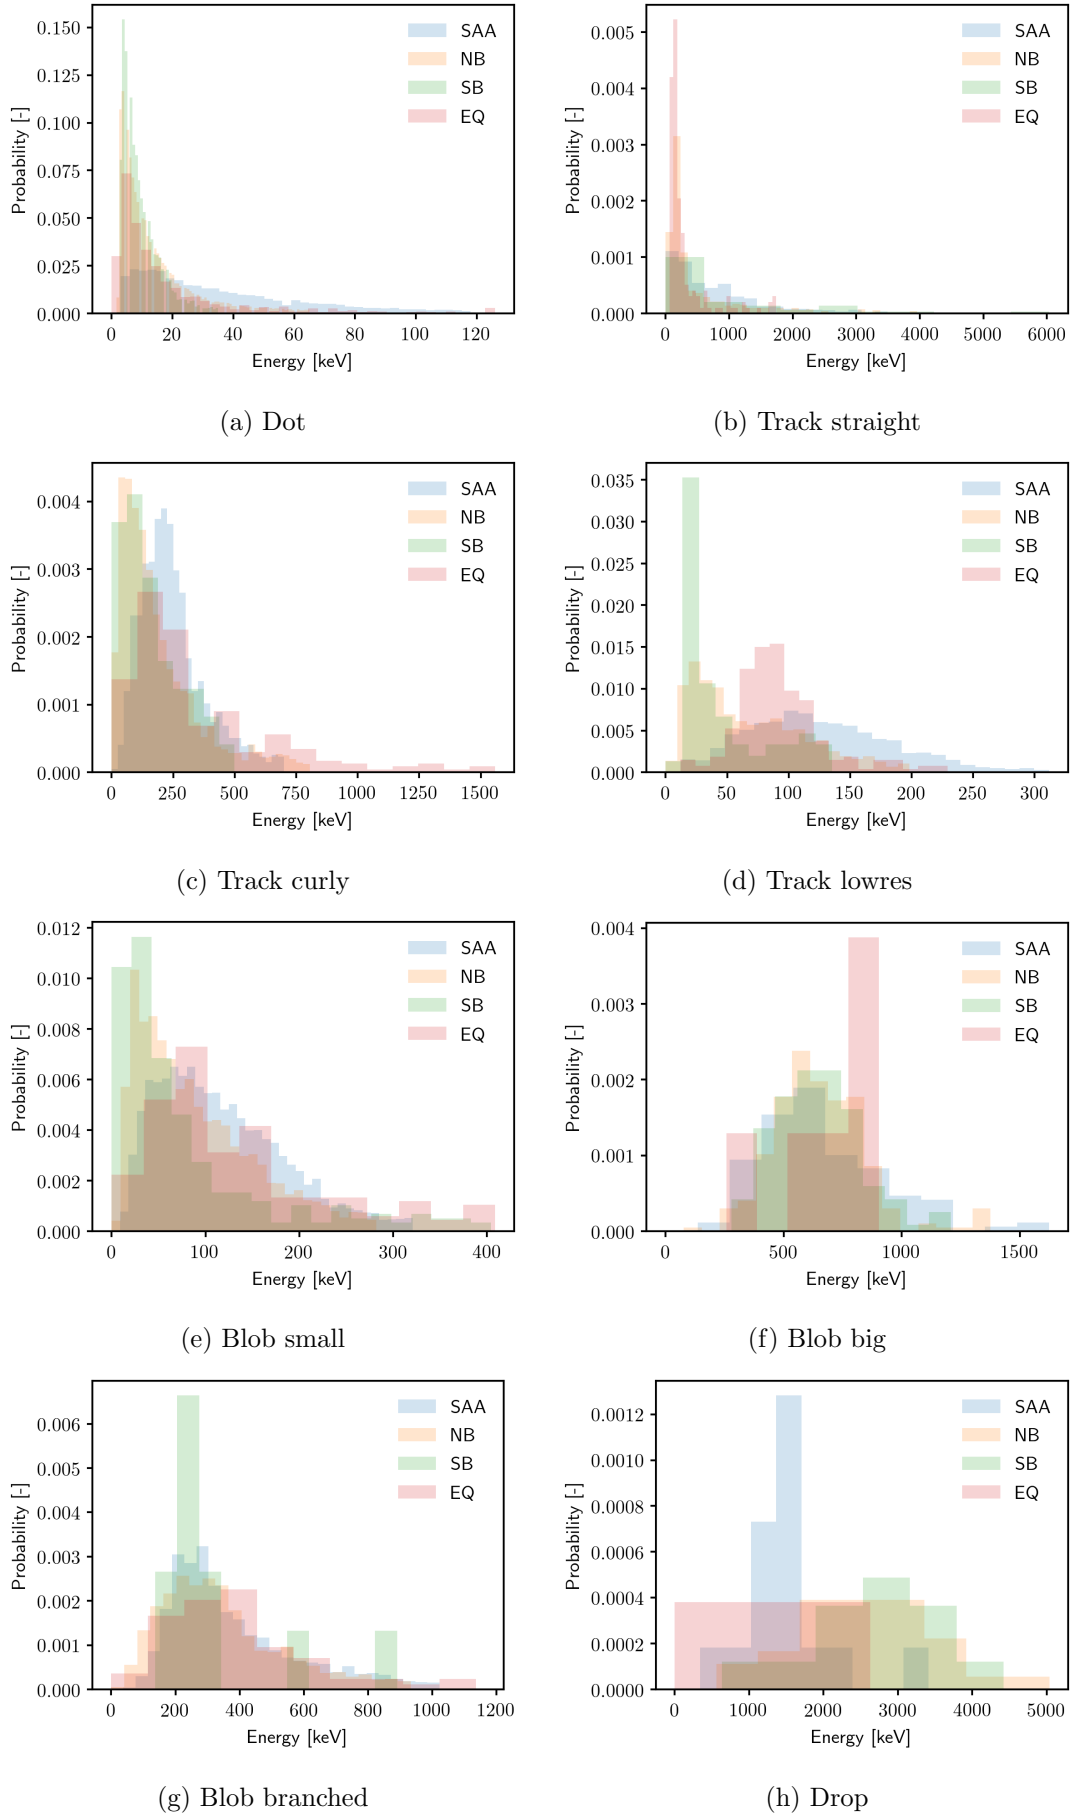 0.150
0.125
0.100
0.075
0.050
0.025
0.000
Probability [-]
0 20 40 60 80 100 120
Energy [keV]
SAA
NB
SB
EQ
(a) Dot
0.005
0.004
0.003
0.002
0.001
0.000
Probability [-]
0 1000 2000 3000 4000 5000 6000
Energy [keV]
SAA
NB
SB
EQ
(b) Track straight
0.004
0.003
0.002
0.001
0.000
Probability [-]
0 250 500 750 1000 1250 1500
Energy [keV]
SAA
NB
SB
EQ
(c) Track curly
0.035
0.030
0.025
0.020
0.015
0.010
0.005
0.000
Probability [-]
0 50 100 150 200 250 300
Energy [keV]
SAA
NB
SB
EQ
(d) Track lowres
0.012
0.010
0.008
0.006
0.004
0.002
0.000
Probability [-]
0 100 200 300 400
Energy [keV]
SAA
NB
SB
EQ
(e) Blob small
0.004
0.003
0.002
0.001
0.000
Probability [-]
0 500 1000 1500
Energy [keV]
SAA
NB
SB
EQ
(f) Blob big
0.006
0.005
0.004
0.003
0.002
0.001
0.000
Probability [-]
0 200 400 600 800 1000 1200
Energy [keV]
SAA
NB
SB
EQ
(g) Blob branched
0.0012
0.0010
0.0008
0.0006
0.0004
0.0002
0.0000
Probability [-]
0 1000 2000 3000 4000 5000
Energy [keV]
SAA
NB
SB
EQ
(h) Drop